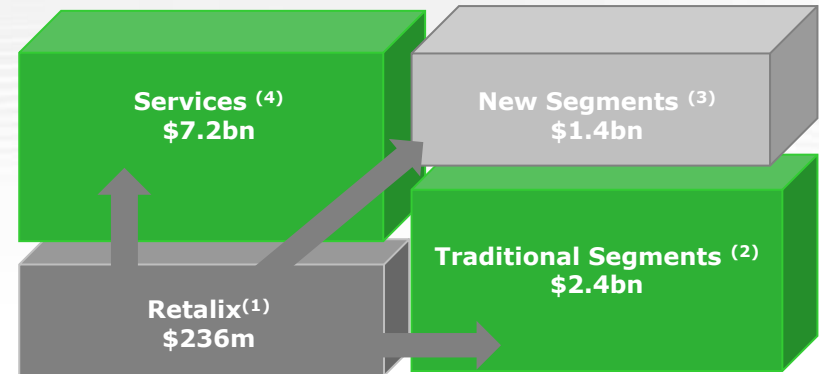 Services (4)
$7.2bn
New Segments (3)
$1.4bn
Traditional Segments (2)
$2.4bn
Retalix(1)
$236m